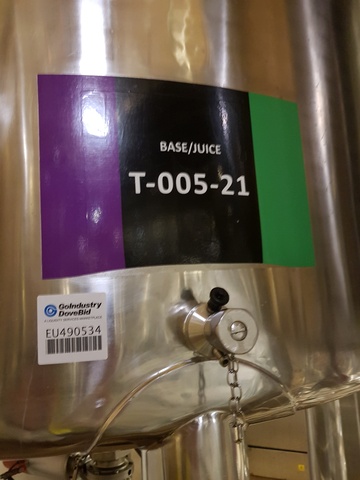 BASE/JUICE
T-005-21
GoIndustry
DoveBid
EU490534